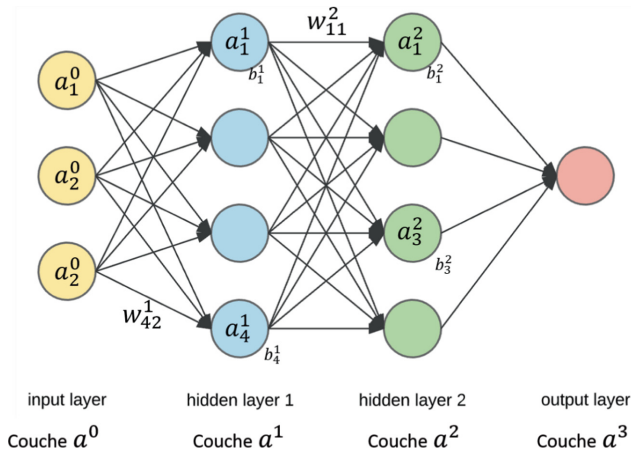 w²₁₁
a⁰₁
a¹₁
b¹₁
a²₁
b²₁
a⁰₂
a⁰₂
a²₃
b²₃
w¹₄₂
a¹₄
b¹₄
input layer
hidden layer 1
hidden layer 2
output layer
Couche a⁰
Couche a¹
Couche a²
Couche a³